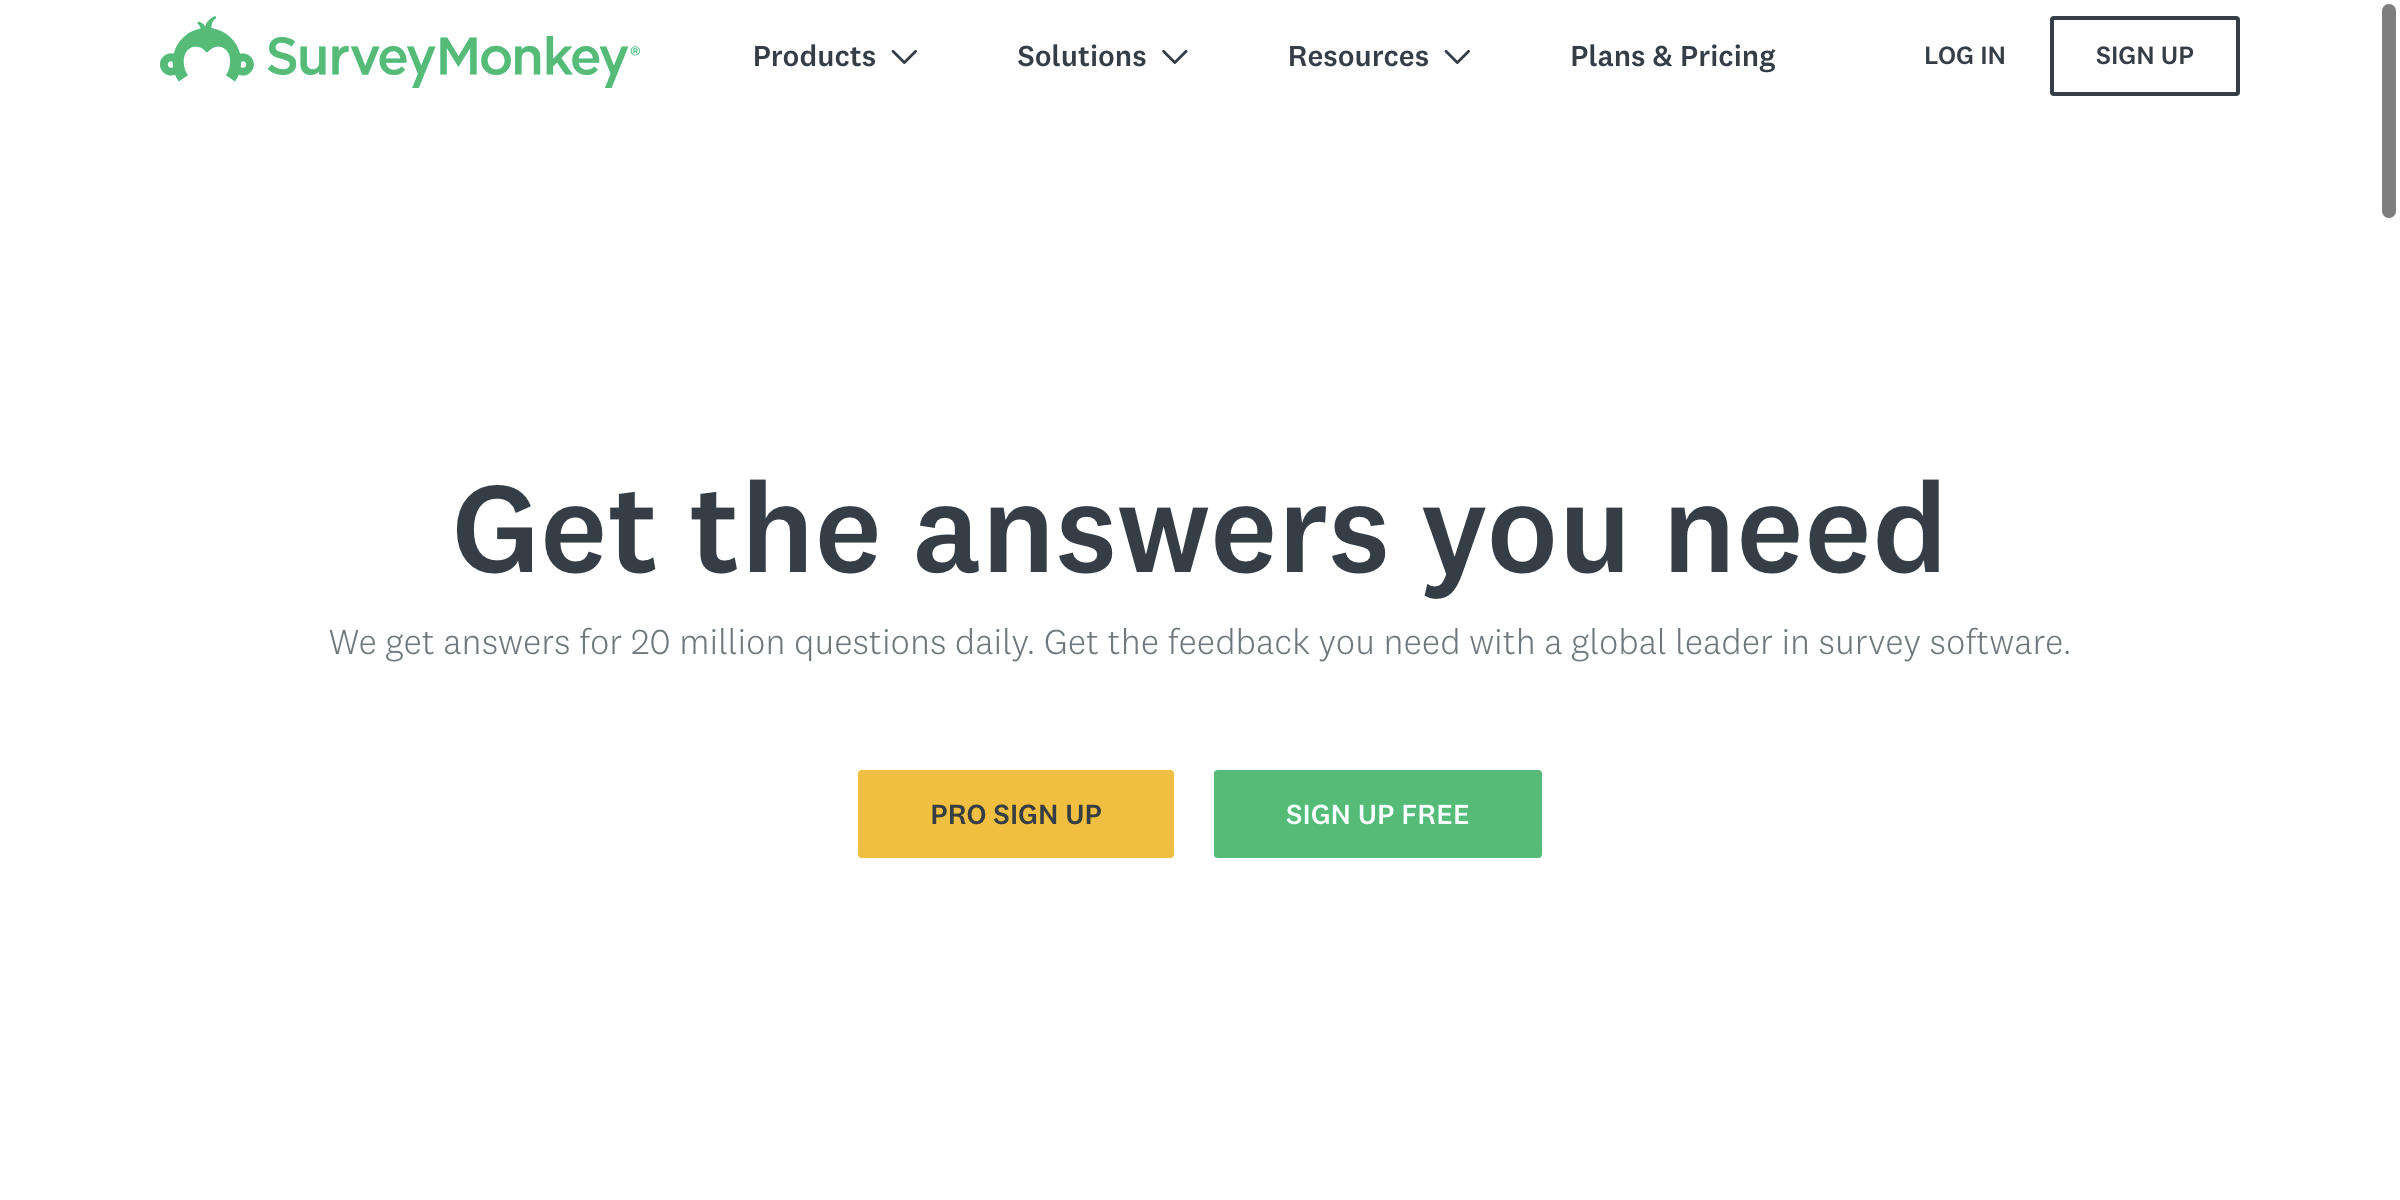 SurveyMonkey®
Products
Solutions
Resources
Plans & Pricing
LOG IN
SIGN UP
Get the answers you need
We get answers for 20 million questions daily. Get the feedback you need with a global leader in survey software.
PRO SIGN UP
SIGN UP FREE